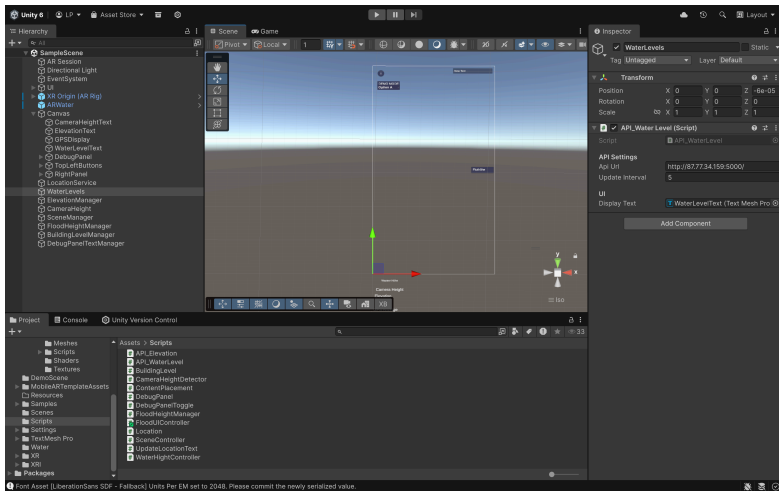 Unity 6 LP Asset Store Layout
Hierarchy
All
SampleScene
AR Session
Directional Light
EventSystem
UI
XR Origin (AR Rig)
ARWater
Canvas
CameraHeightText
ElevationText
GPSDisplay
WaterLevelText
DebugPanel
TopLeftButtons
RightPanel
LocationService
WaterLevels
ElevationManager
CameraHeight
SceneManager
FloodHeightManager
BuildingLevelManager
DebugPanelTextManager
Scene Game
Pivot Local 1
y
x
Iso
Inspector
WaterLevels Static
Tag Untagged Layer Default
Transform
Position X 0 Y 0 Z -6e-05
Rotation X 0 Y 0 Z 0
Scale X 1 Y 1 Z 1
API_Water Level (Script)
Script API_WaterLevel
API Settings
Api Url http://87.77.34.159:5000/
Update Interval 5
UI
Display Text WaterLevelText (Text Mesh Pro
Add Component
Project Console Unity Version Control
33
Meshes
Scripts
Shaders
Textures
DemoScene
MobileARTemplateAssets
Resources
Samples
Scenes
Scripts
Settings
TextMesh Pro
Water
XR
XRI
Packages
Assets > Scripts
API_Elevation
API_WaterLevel
BuildingLevel
CameraHeightDetector
ContentPlacement
DebugPanel
DebugPanelToggle
FloodHeightManager
FloodUIController
Location
SceneController
UpdateLocationText
WaterHightController
Font Asset [LiberationSans SDF - Fallback] Units Per EM set to 2048. Please commit the newly serialized value.